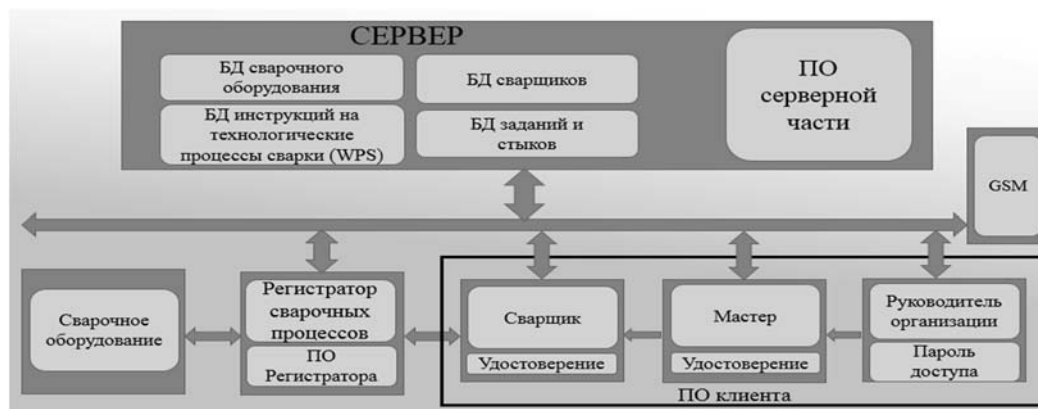 СЕРВЕР
БД сварочного
оборудования
БД сварщиков
БД инструкций на
технологические
процессы сварки (WPS)
БД заданий и
стыков
ПО
серверной
части
GSM
Сварочное
оборудование
Регистратор
сварочных
процессов
ПО
Регистратора
Сварщик
Удостоверение
Мастер
Удостоверение
Руководитель
организации
Пароль
доступа
ПО клиента